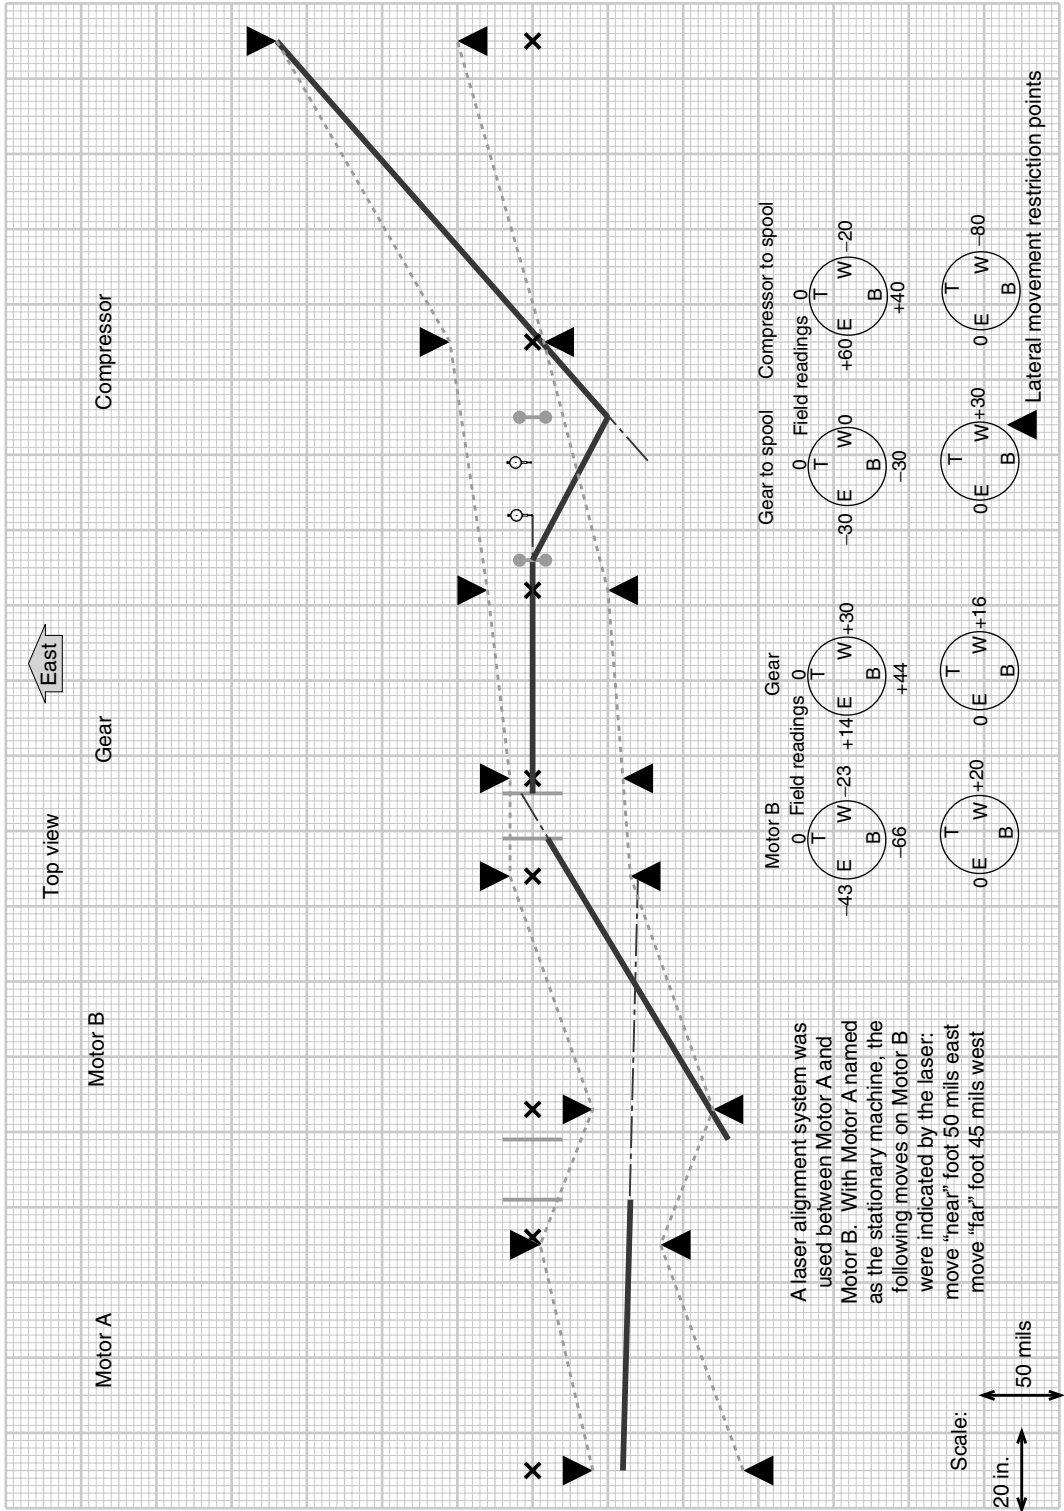 Top view
East
Motor A
Motor B
Gear
Compressor
A laser alignment system was
used between Motor A and
Motor B. With Motor A named
as the stationary machine, the
following moves on Motor B
were indicated by the laser:
move “near” foot 50 mils east
move “far” foot 45 mils west
Motor B
Gear
Field readings
0
T
−43 E W −23
B
−66
0
T
+14 E W +30
B
+44
T
0 E W +20
B
T
0 E W +16
B
Gear to spool
Compressor to spool
Field readings
0
T
−30 E W 0
B
−30
0
T
+60 E W −20
B
+40
T
0 E W +30
B
T
0 E W −80
B
Lateral movement restriction points
Scale:
20 in.
50 mils